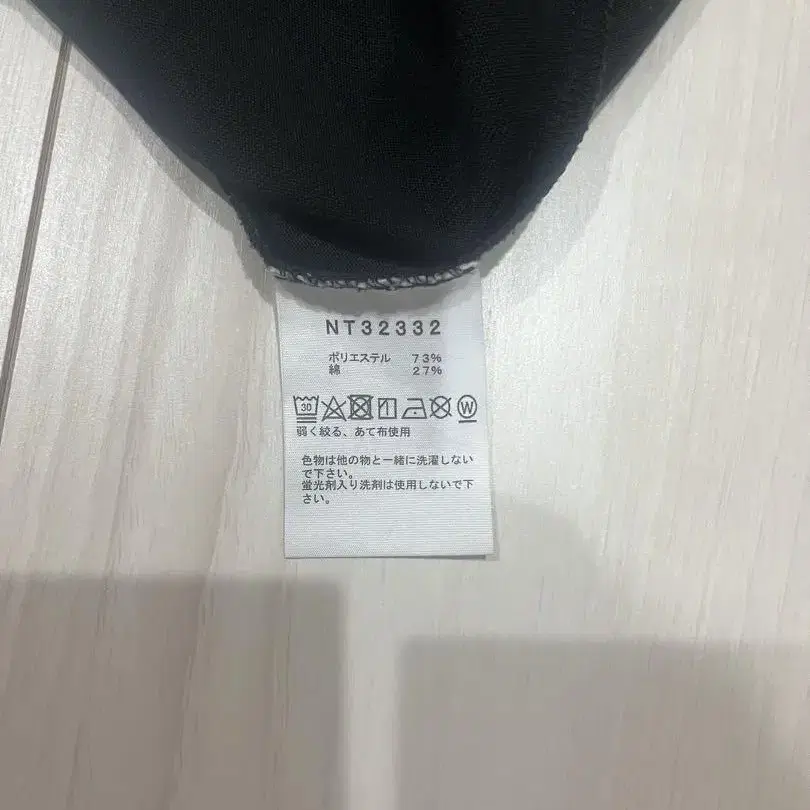 NT32332
ポリエステル 73%
綿 27%
30 W
弱く絞る、あて布使用
色物は他の物と一緒に洗濯しない
で下さい。
蛍光剤入り洗剤は使用しないで下
さい。